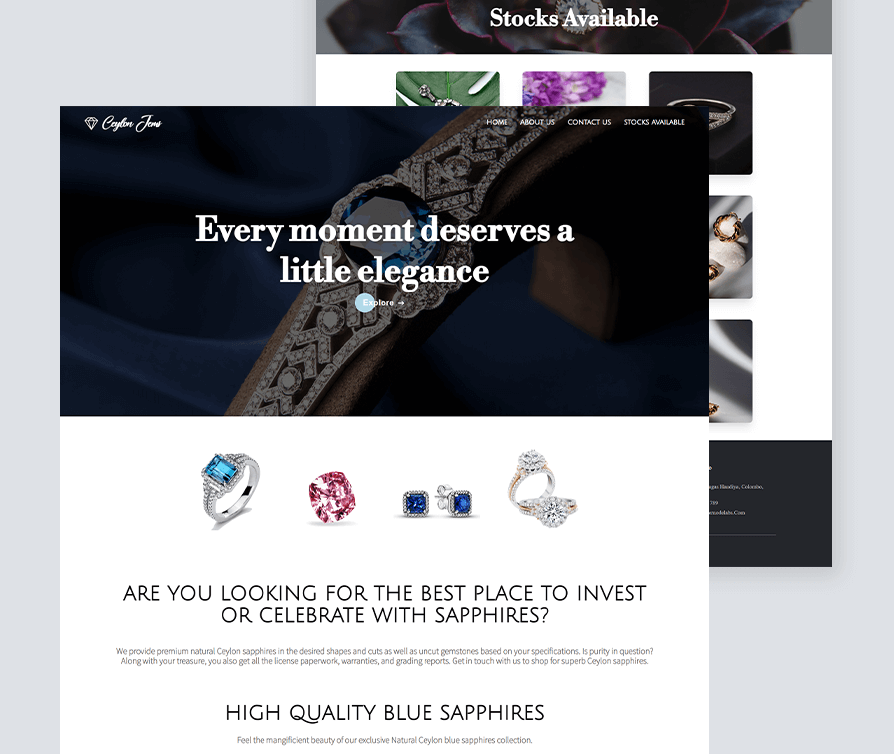 Stocks Available
Ceylon Jems
HOME ABOUT US CONTACT US STOCKS AVAILABLE
Every moment deserves a
little elegance
Explore →
ARE YOU LOOKING FOR THE BEST PLACE TO INVEST
OR CELEBRATE WITH SAPPHIRES?
We provide premium natural Ceylon sapphires in the desired shapes and cuts as well as uncut gemstones based on your specifications. Is purity in question?
Along with your treasure, you also get all the license paperwork, warranties, and grading reports. Get in touch with us to shop for superb Ceylon sapphires.
HIGH QUALITY BLUE SAPPHIRES
Feel the mangificient beauty of our exclusive Natural Ceylon blue sapphires collection.
Handiya, Colombo,
789